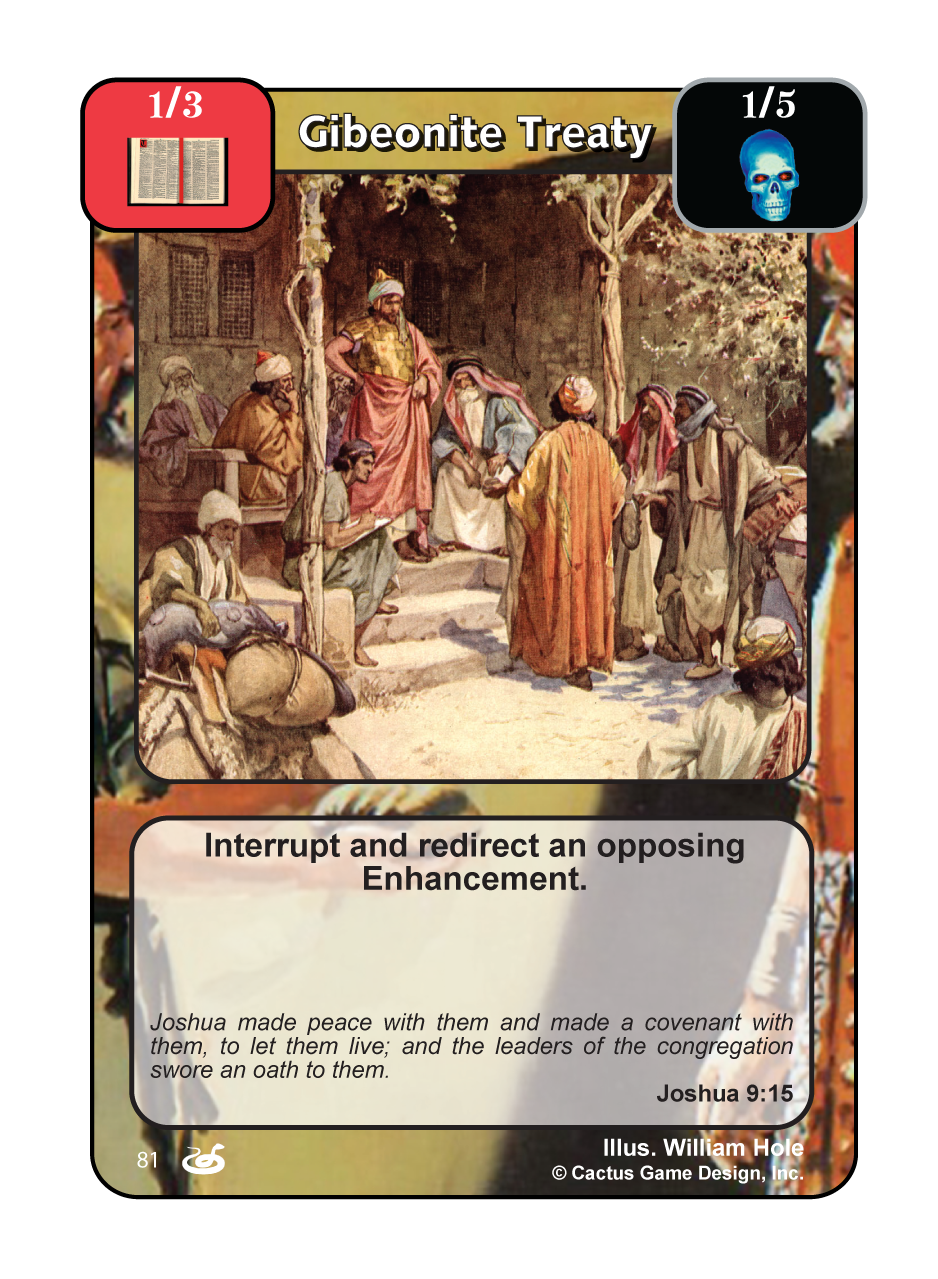 1/3
Gibeonite Treaty
1/5
Interrupt and redirect an opposing
Enhancement.
Joshua made peace with them and made a covenant with
them, to let them live; and the leaders of the congregation
swore an oath to them.
Joshua 9:15
81
Illus. William Hole
© Cactus Game Design, Inc.